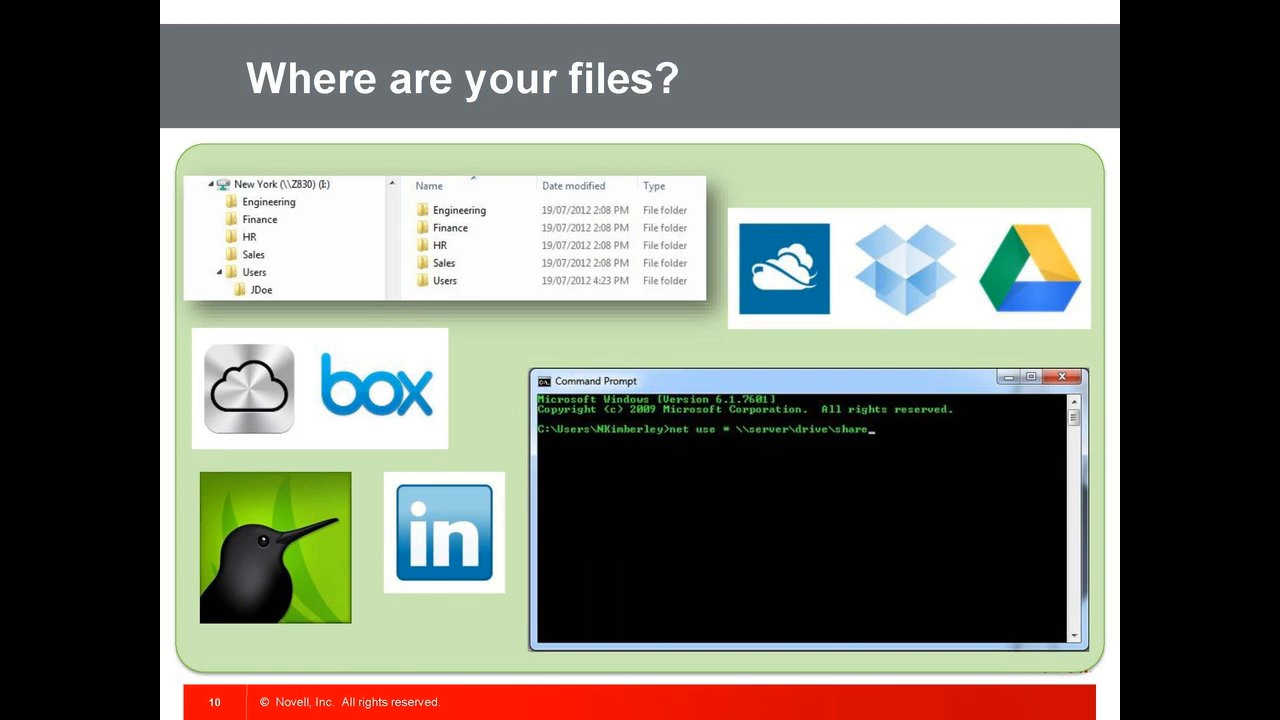 Where are your files?
New York (\\Z830) (I:)
Engineering
Finance
HR
Sales
Users
JDoe
Name Date modified Type
Engineering 19/07/2012 2:08 PM File folder
Finance 19/07/2012 2:08 PM File folder
HR 19/07/2012 2:08 PM File folder
Sales 19/07/2012 2:08 PM File folder
Users 19/07/2012 4:23 PM File folder
box
in
Command Prompt
Microsoft Windows [Version 6.1.7601]
Copyright (c) 2009 Microsoft Corporation. All rights reserved.
C:\Users\NKimberley>net use * \\server\drive\share_
10 © Novell, Inc. All rights reserved.